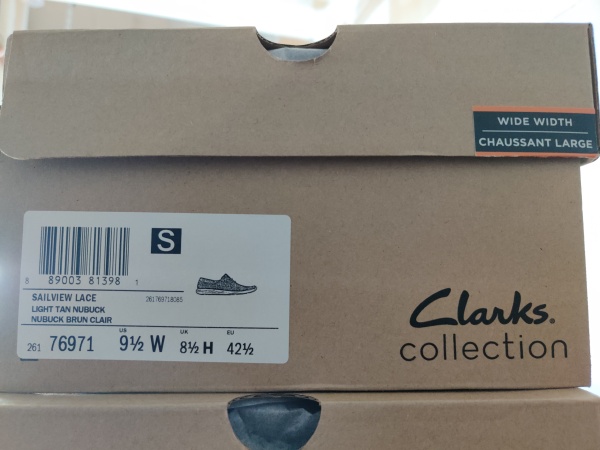 WIDE WIDTH
CHAUSSANT LARGE
S
8 89003 81398 1
SAILVIEW LACE
261769718085
LIGHT TAN NUBUCK
NUBUCK BRUN CLAIR
US UK EU
261 76971 9½ W 8½ H 42½
Clarks®
collection